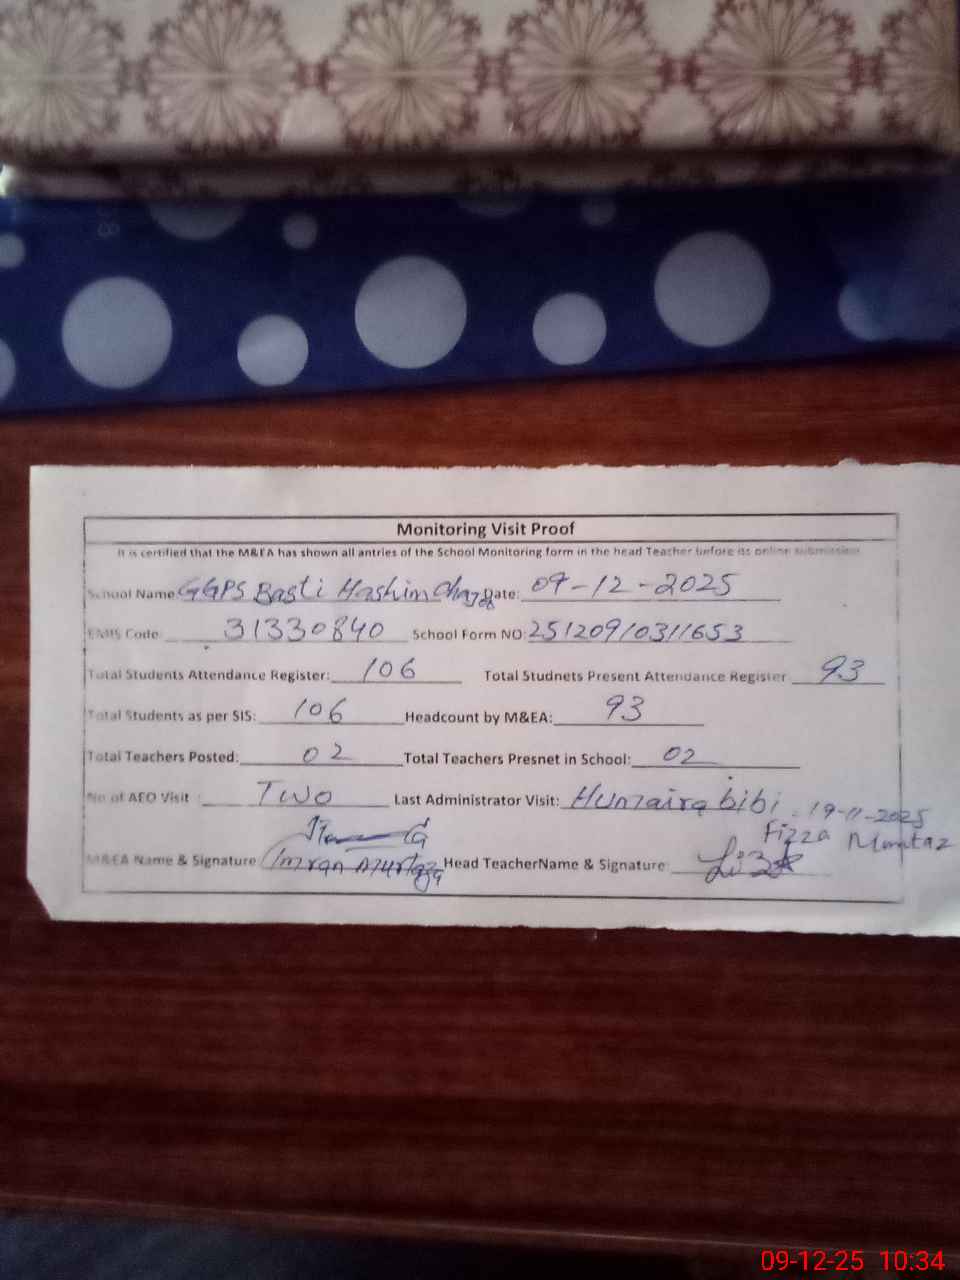 Monitoring Visit Proof
It is certified that the M&EA has shown all antries of the School Monitoring form in the head Teacher before its online submission
School Name GGPS Basti Hashim Date: 09-12-2025
EMIS Code: 31330840 School Form NO: 25120910311653
Total Students Attendance Register: 106 Total Studnets Present Attendance Register 93
Total Students as per SIS: 106 Headcount by M&EA: 93
Total Teachers Posted: 02 Total Teachers Presnet in School: 02
No of AEO Visit : Two Last Administrator Visit: Humaira bibi - 19-11-2025
Fizza Mumtaz
M&EA Name & Signature Imran Head TeacherName & Signature:
09-12-25 10:34